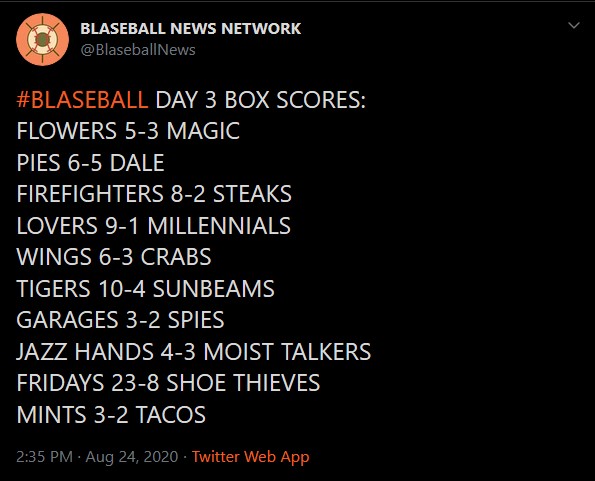 BLASEBALL NEWS NETWORK
@BlaseballNews
#BLASEBALL DAY 3 BOX SCORES:
FLOWERS 5-3 MAGIC
PIES 6-5 DALE
FIREFIGHTERS 8-2 STEAKS
LOVERS 9-1 MILLENNIALS
WINGS 6-3 CRABS
TIGERS 10-4 SUNBEAMS
GARAGES 3-2 SPIES
JAZZ HANDS 4-3 MOIST TALKERS
FRIDAYS 23-8 SHOE THIEVES
MINTS 3-2 TACOS
2:35 PM · Aug 24, 2020 · Twitter Web App